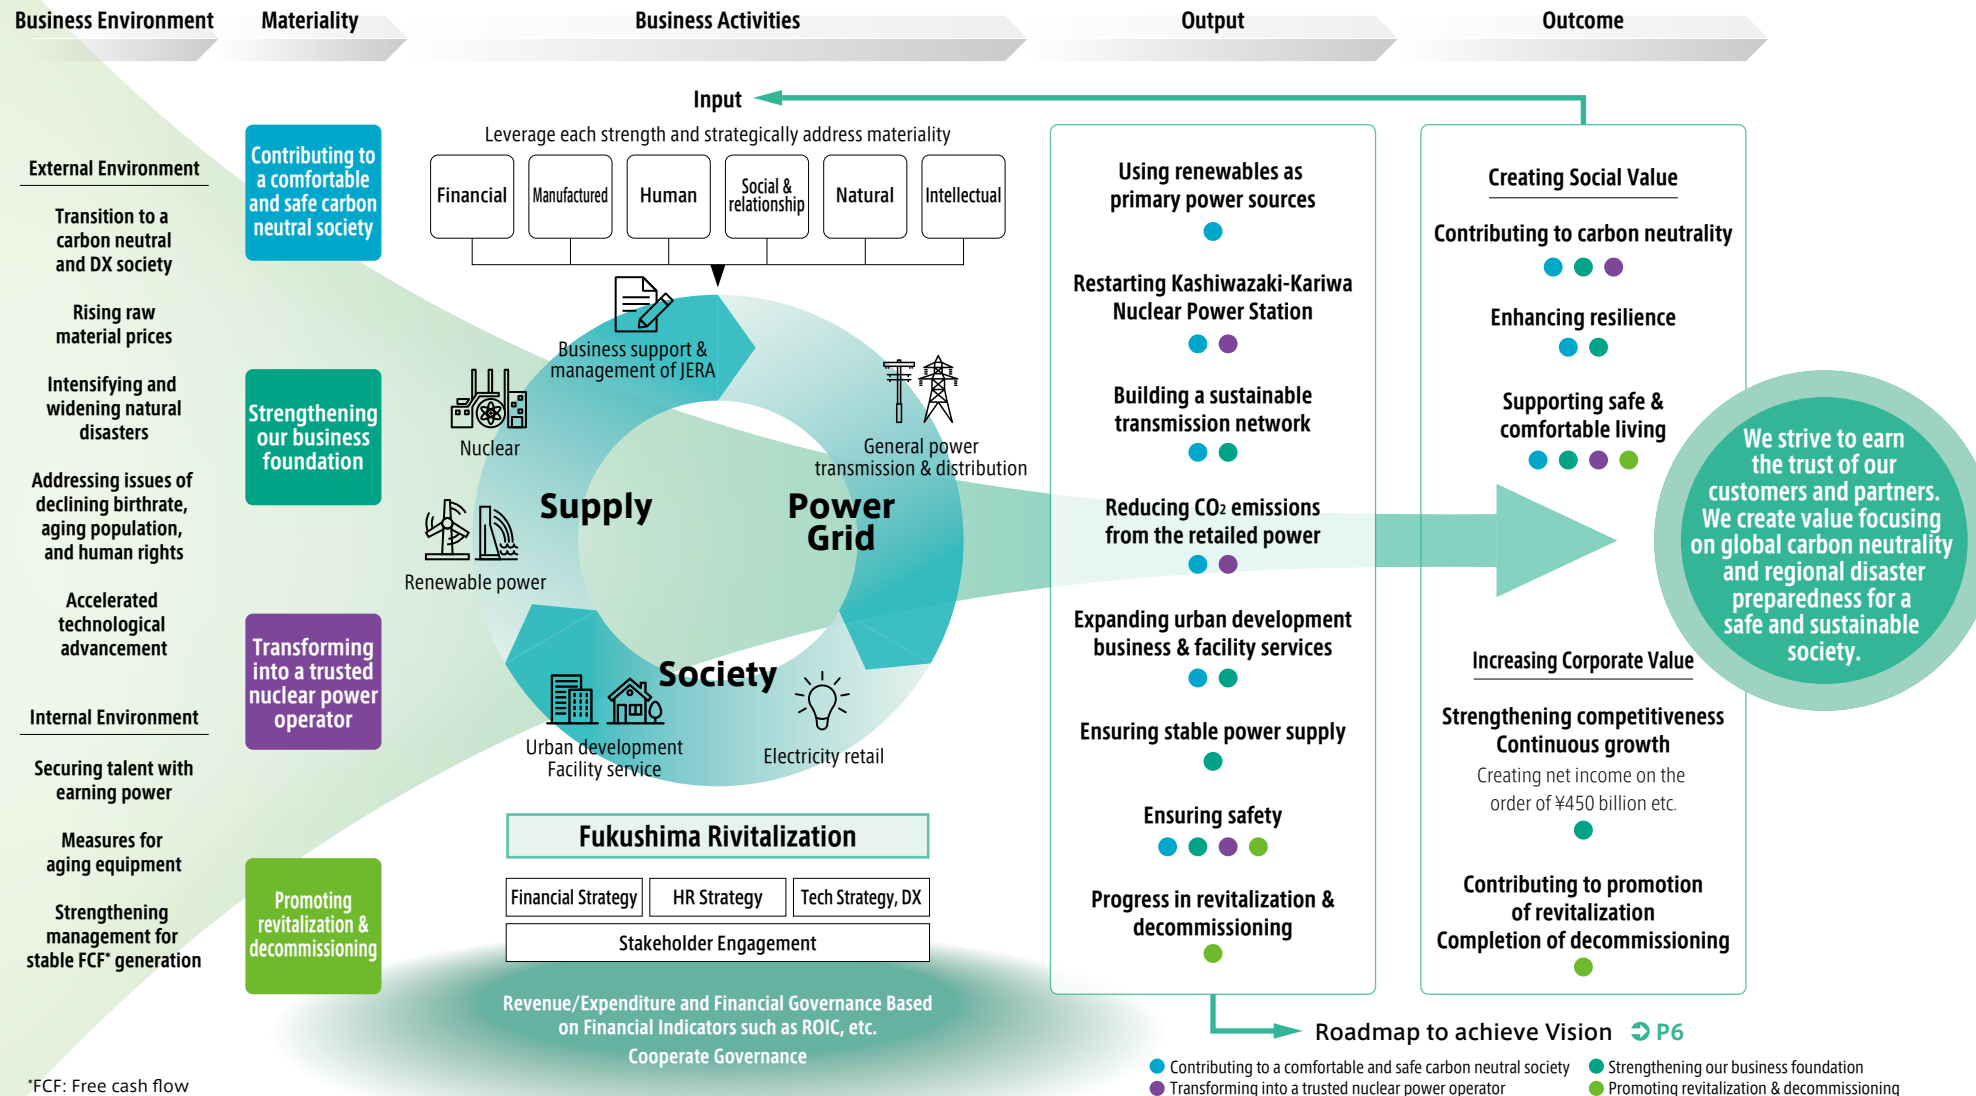 Business Environment
Materiality
Business Activities
Output
Outcome
External Environment
Transition to a
carbon neutral
and DX society
Rising raw
material prices
Intensifying and
widening natural
disasters
Addressing issues of
declining birthrate,
aging population,
and human rights
Accelerated
technological
advancement
Internal Environment
Securing talent with
earning power
Measures for
aging equipment
Strengthening
management for
stable FCF* generation
*FCF: Free cash flow
Contributing to
a comfortable
and safe carbon
neutral society
Strengthening
our business
foundation
Transforming
into a trusted
nuclear power
operator
Promoting
revitalization &
decommissioning
Input
Leverage each strength and strategically address materiality
Financial
Manufactured
Human
Social &
relationship
Natural
Intellectual
Business support &
management of JERA
Nuclear
General power
transmission & distribution
Supply
Power
Grid
Renewable power
Society
Urban development
Facility service
Electricity retail
Fukushima Rivitalization
Financial Strategy
HR Strategy
Tech Strategy, DX
Stakeholder Engagement
Revenue/Expenditure and Financial Governance Based
on Financial Indicators such as ROIC, etc.
Cooperate Governance
Using renewables as
primary power sources
Restarting Kashiwazaki-Kariwa
Nuclear Power Station
Building a sustainable
transmission network
Reducing CO2 emissions
from the retailed power
Expanding urban development
business & facility services
Ensuring stable power supply
Ensuring safety
Progress in revitalization &
decommissioning
Creating Social Value
Contributing to carbon neutrality
Enhancing resilience
Supporting safe &
comfortable living
Increasing Corporate Value
Strengthening competitiveness
Continuous growth
Creating net income on the
order of ¥450 billion etc.
Contributing to promotion
of revitalization
Completion of decommissioning
We strive to earn
the trust of our
customers and partners.
We create value focusing
on global carbon neutrality
and regional disaster
preparedness for a
safe and sustainable
society.
Roadmap to achieve Vision P6
Contributing to a comfortable and safe carbon neutral society
Strengthening our business foundation
Transforming into a trusted nuclear power operator
Promoting revitalization & decommissioning